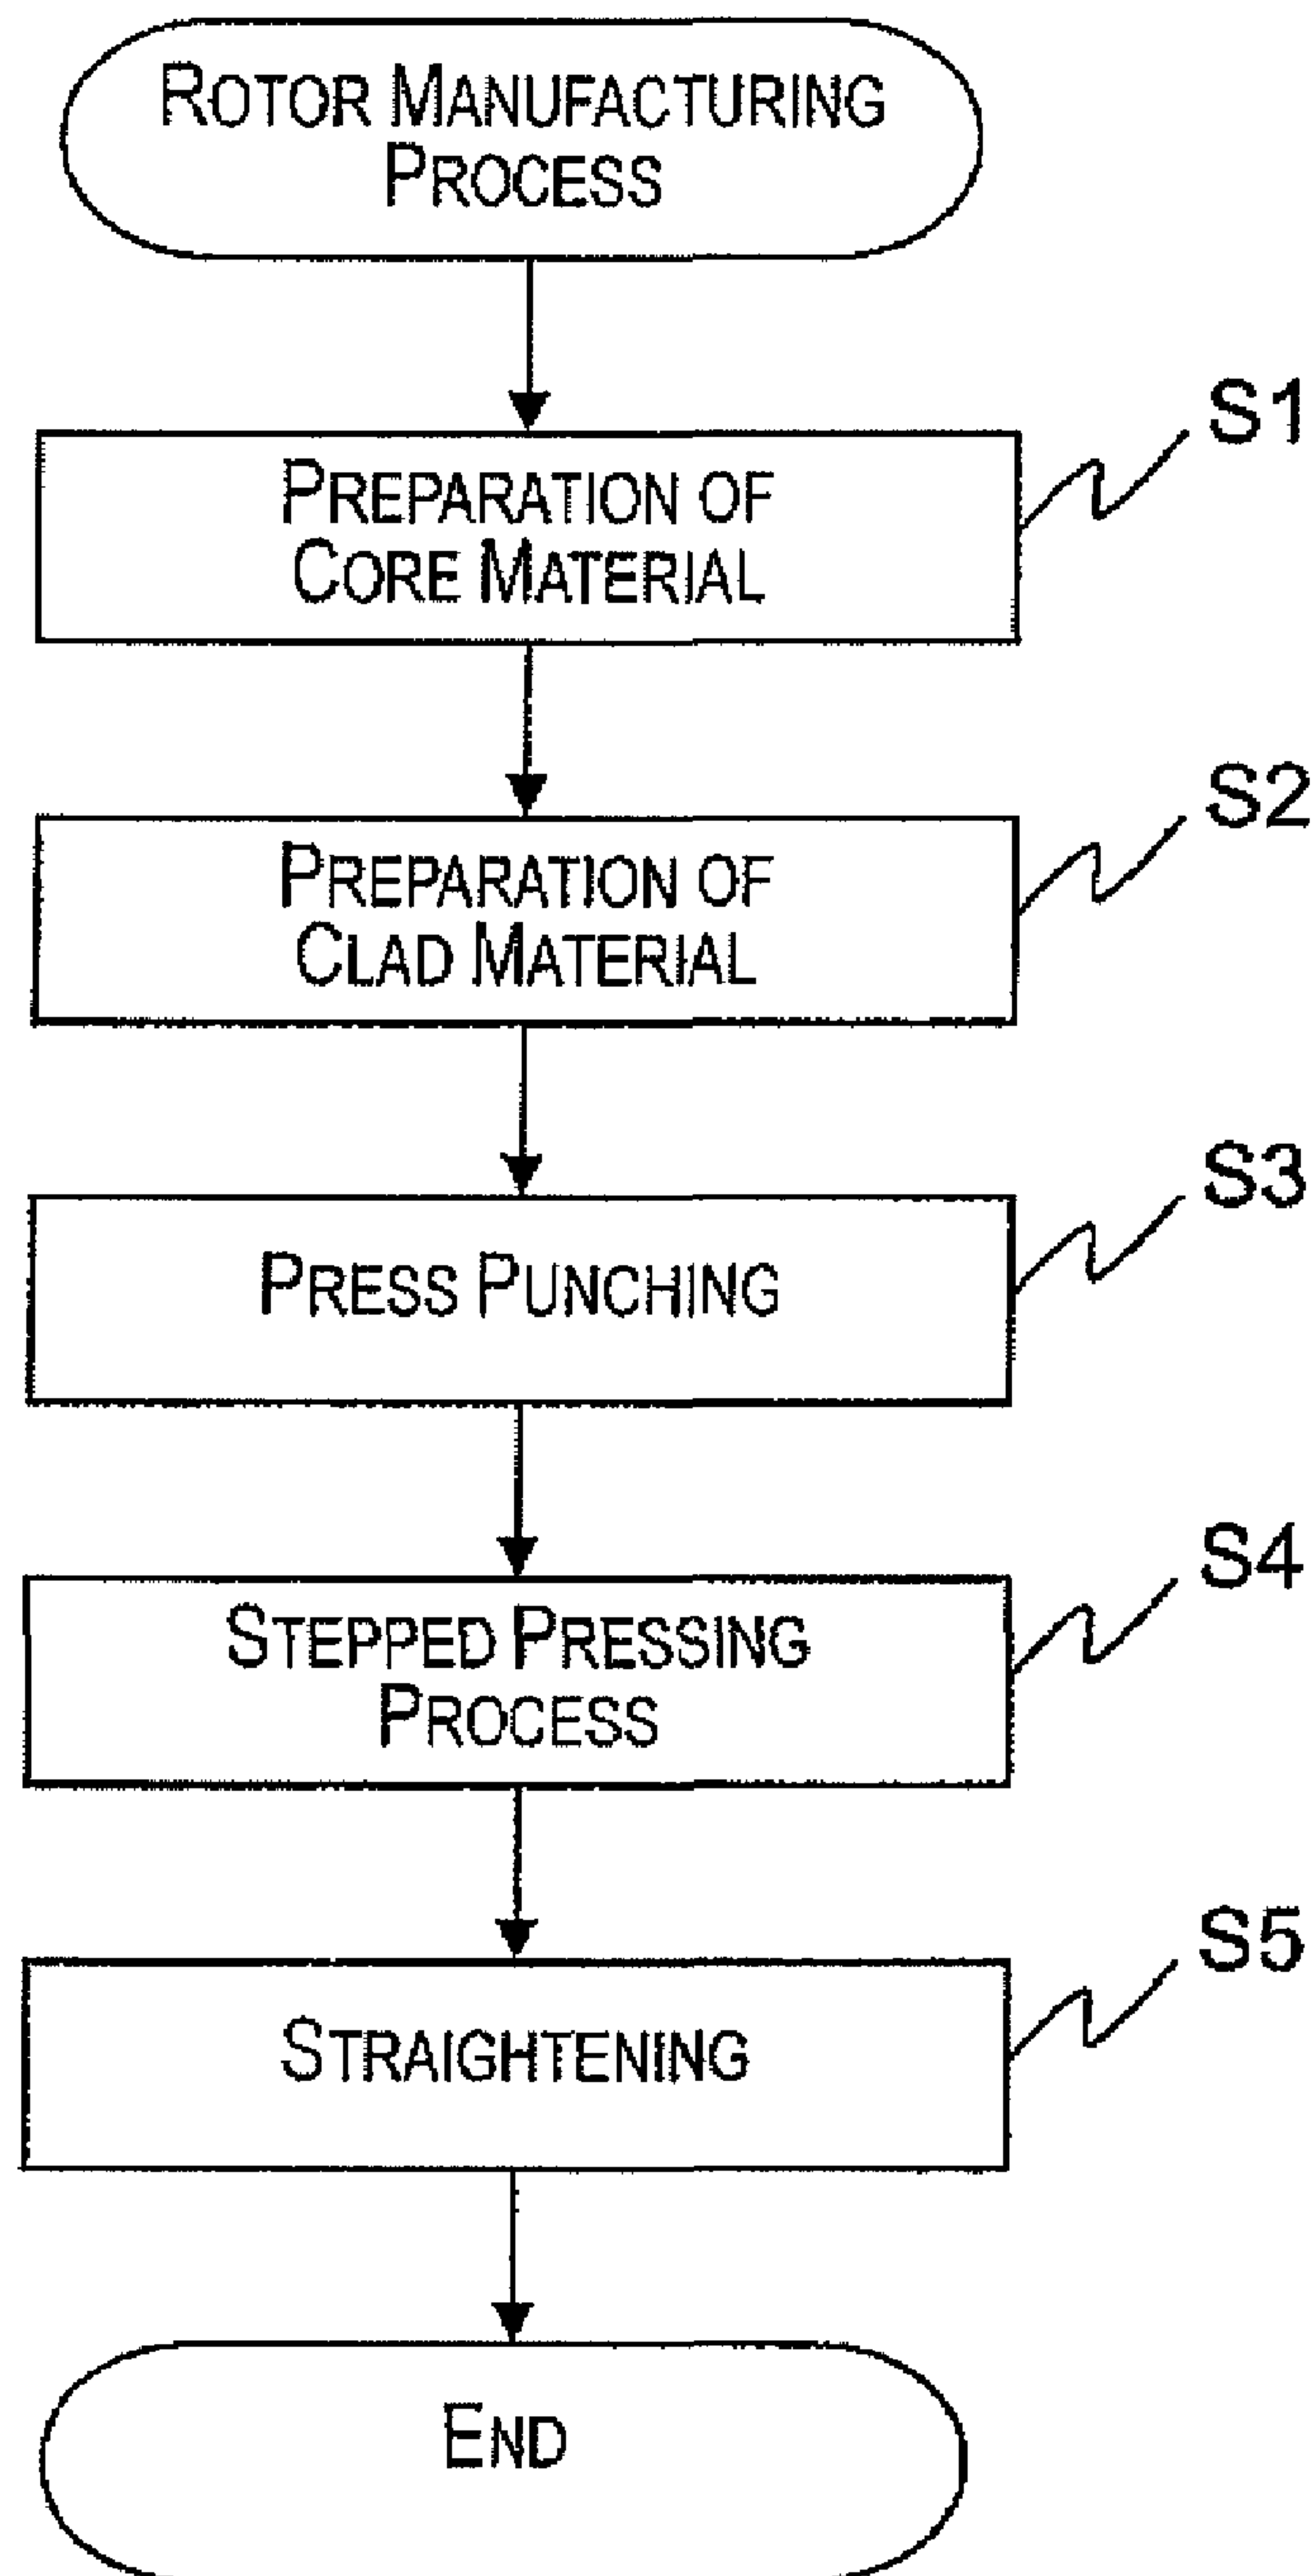 ROTOR MANUFACTURING
PROCESS
S1
PREPARATION OF
CORE MATERIAL
S2
PREPARATION OF
CLAD MATERIAL
S3
PRESS PUNCHING
S4
STEPPED PRESSING
PROCESS
S5
STRAIGHTENING
END